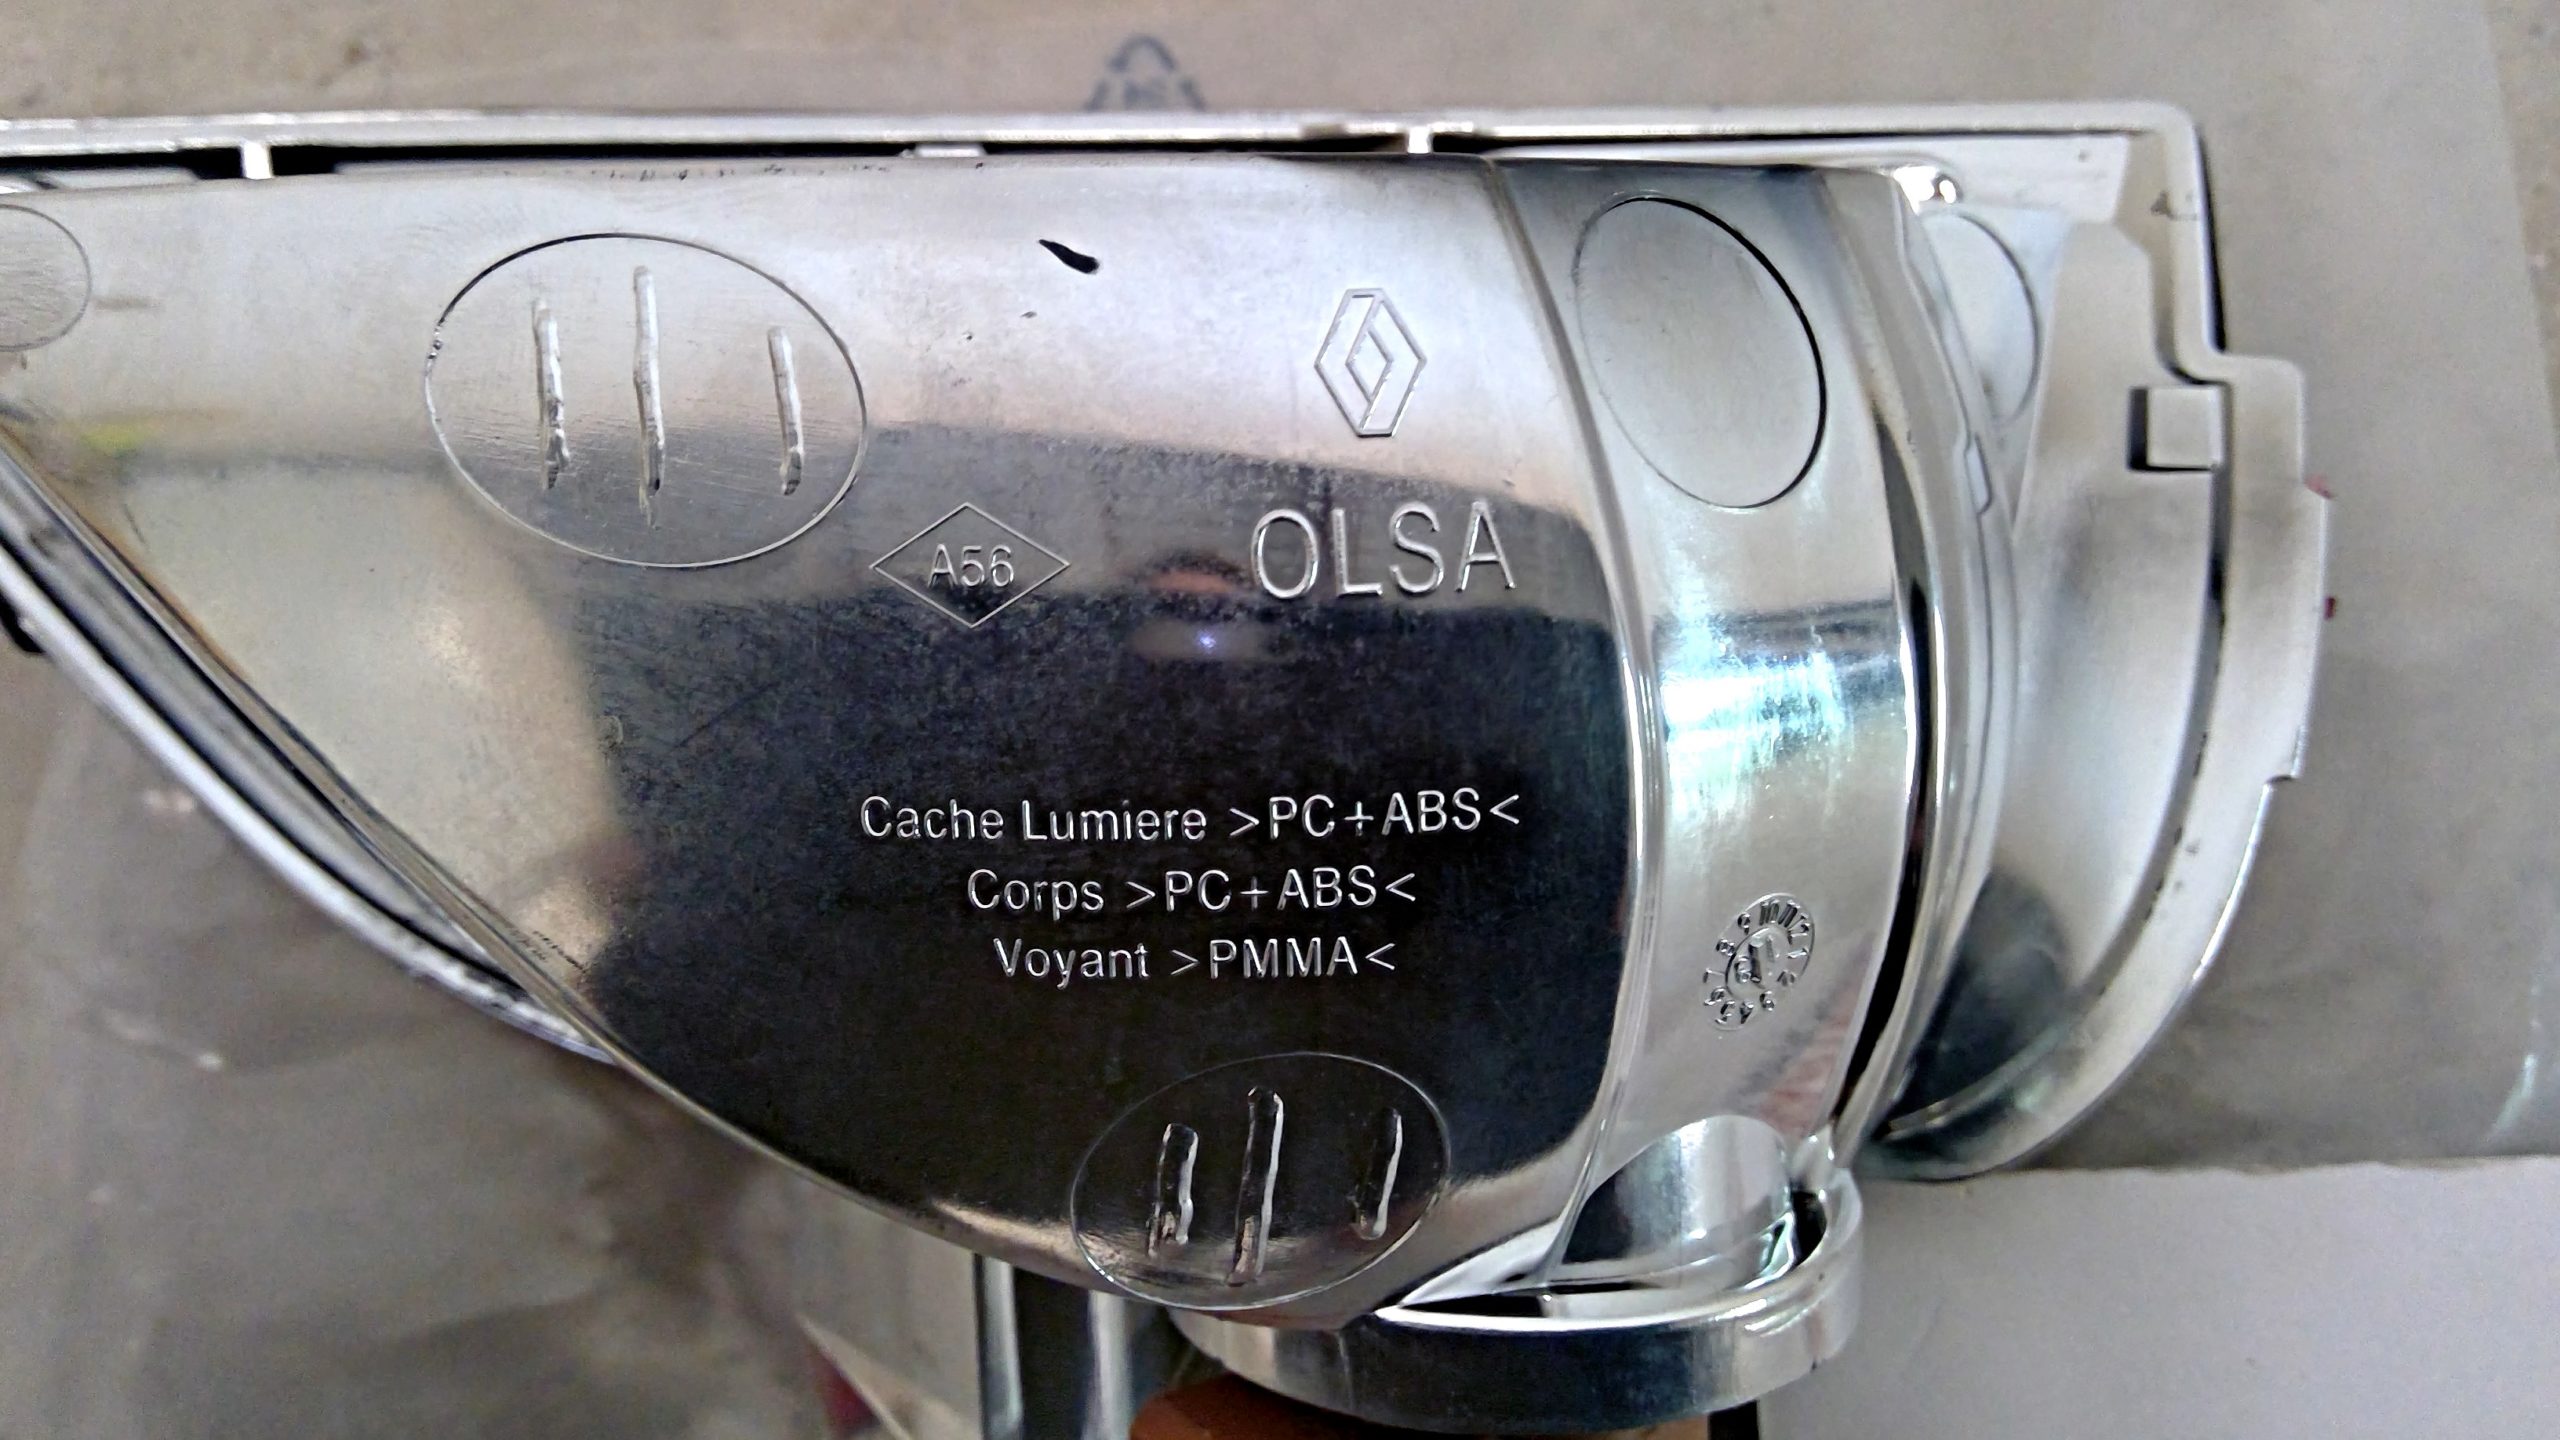 A56
OLSA
Cache Lumiere >PC+ABS<
Corps >PC+ABS<
Voyant >PMMA<